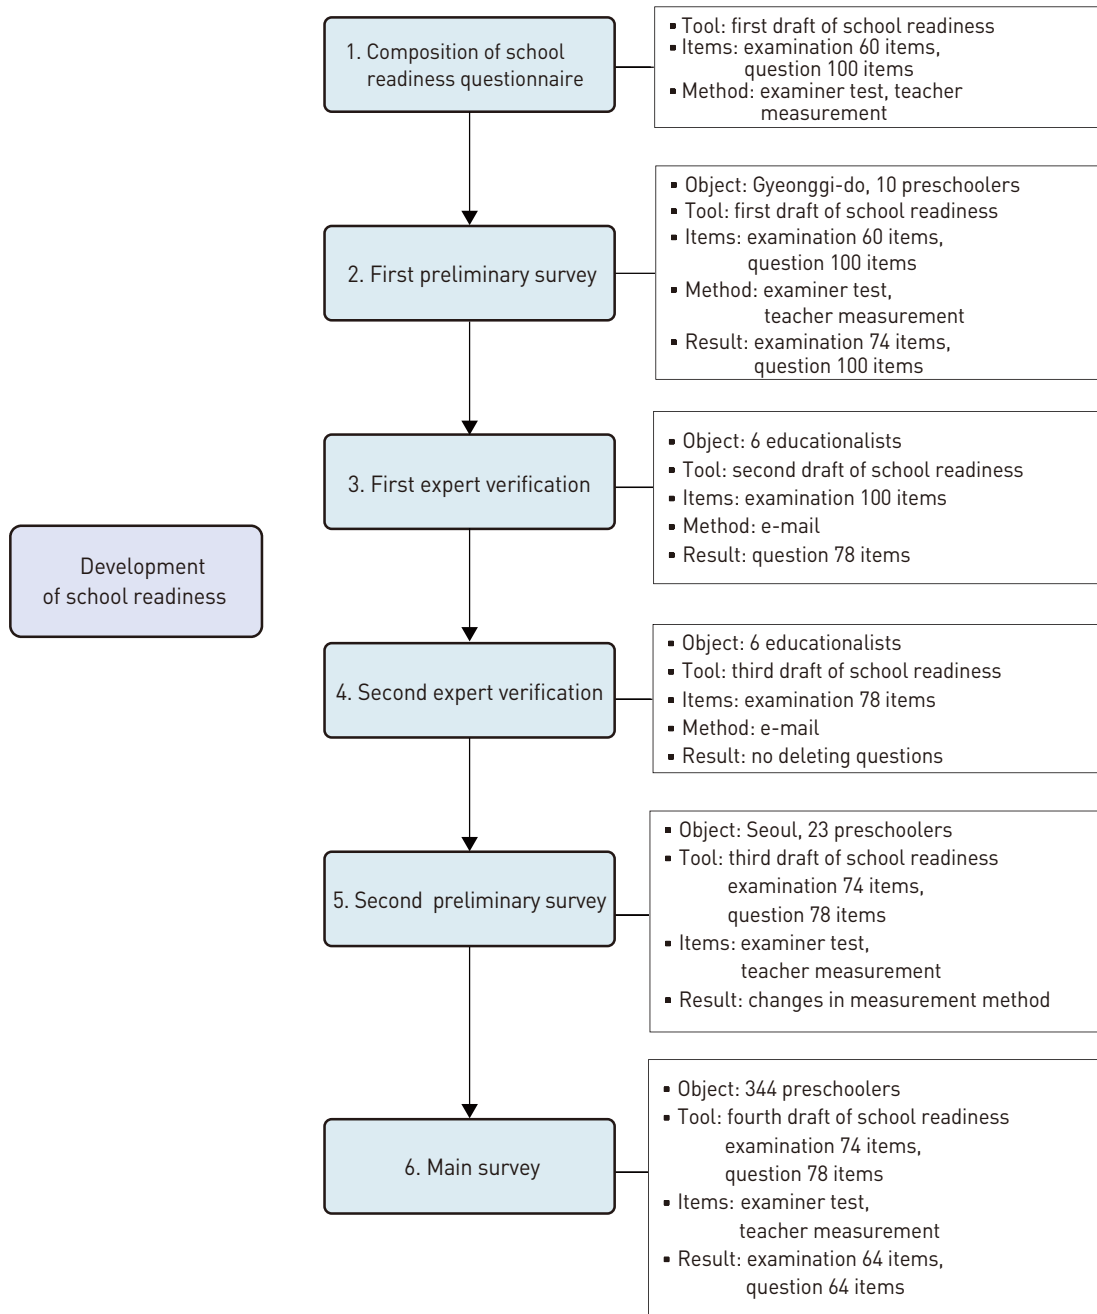 Development
of school readiness
1. Composition of school
readiness questionnaire
▪ Tool: first draft of school readiness
▪ Items: examination 60 items,
question 100 items
▪ Method: examiner test, teacher
measurement
2. First preliminary survey
▪ Object: Gyeonggi-do, 10 preschoolers
▪ Tool: first draft of school readiness
▪ Items: examination 60 items,
question 100 items
▪ Method: examiner test,
teacher measurement
▪ Result: examination 74 items,
question 100 items
3. First expert verification
▪ Object: 6 educationalists
▪ Tool: second draft of school readiness
▪ Items: examination 100 items
▪ Method: e-mail
▪ Result: question 78 items
4. Second expert verification
▪ Object: 6 educationalists
▪ Tool: third draft of school readiness
▪ Items: examination 78 items
▪ Method: e-mail
▪ Result: no deleting questions
5. Second preliminary survey
▪ Object: Seoul, 23 preschoolers
▪ Tool: third draft of school readiness
examination 74 items,
question 78 items
▪ Items: examiner test,
teacher measurement
▪ Result: changes in measurement method
6. Main survey
▪ Object: 344 preschoolers
▪ Tool: fourth draft of school readiness
examination 74 items,
question 78 items
▪ Items: examiner test,
teacher measurement
▪ Result: examination 64 items,
question 64 items